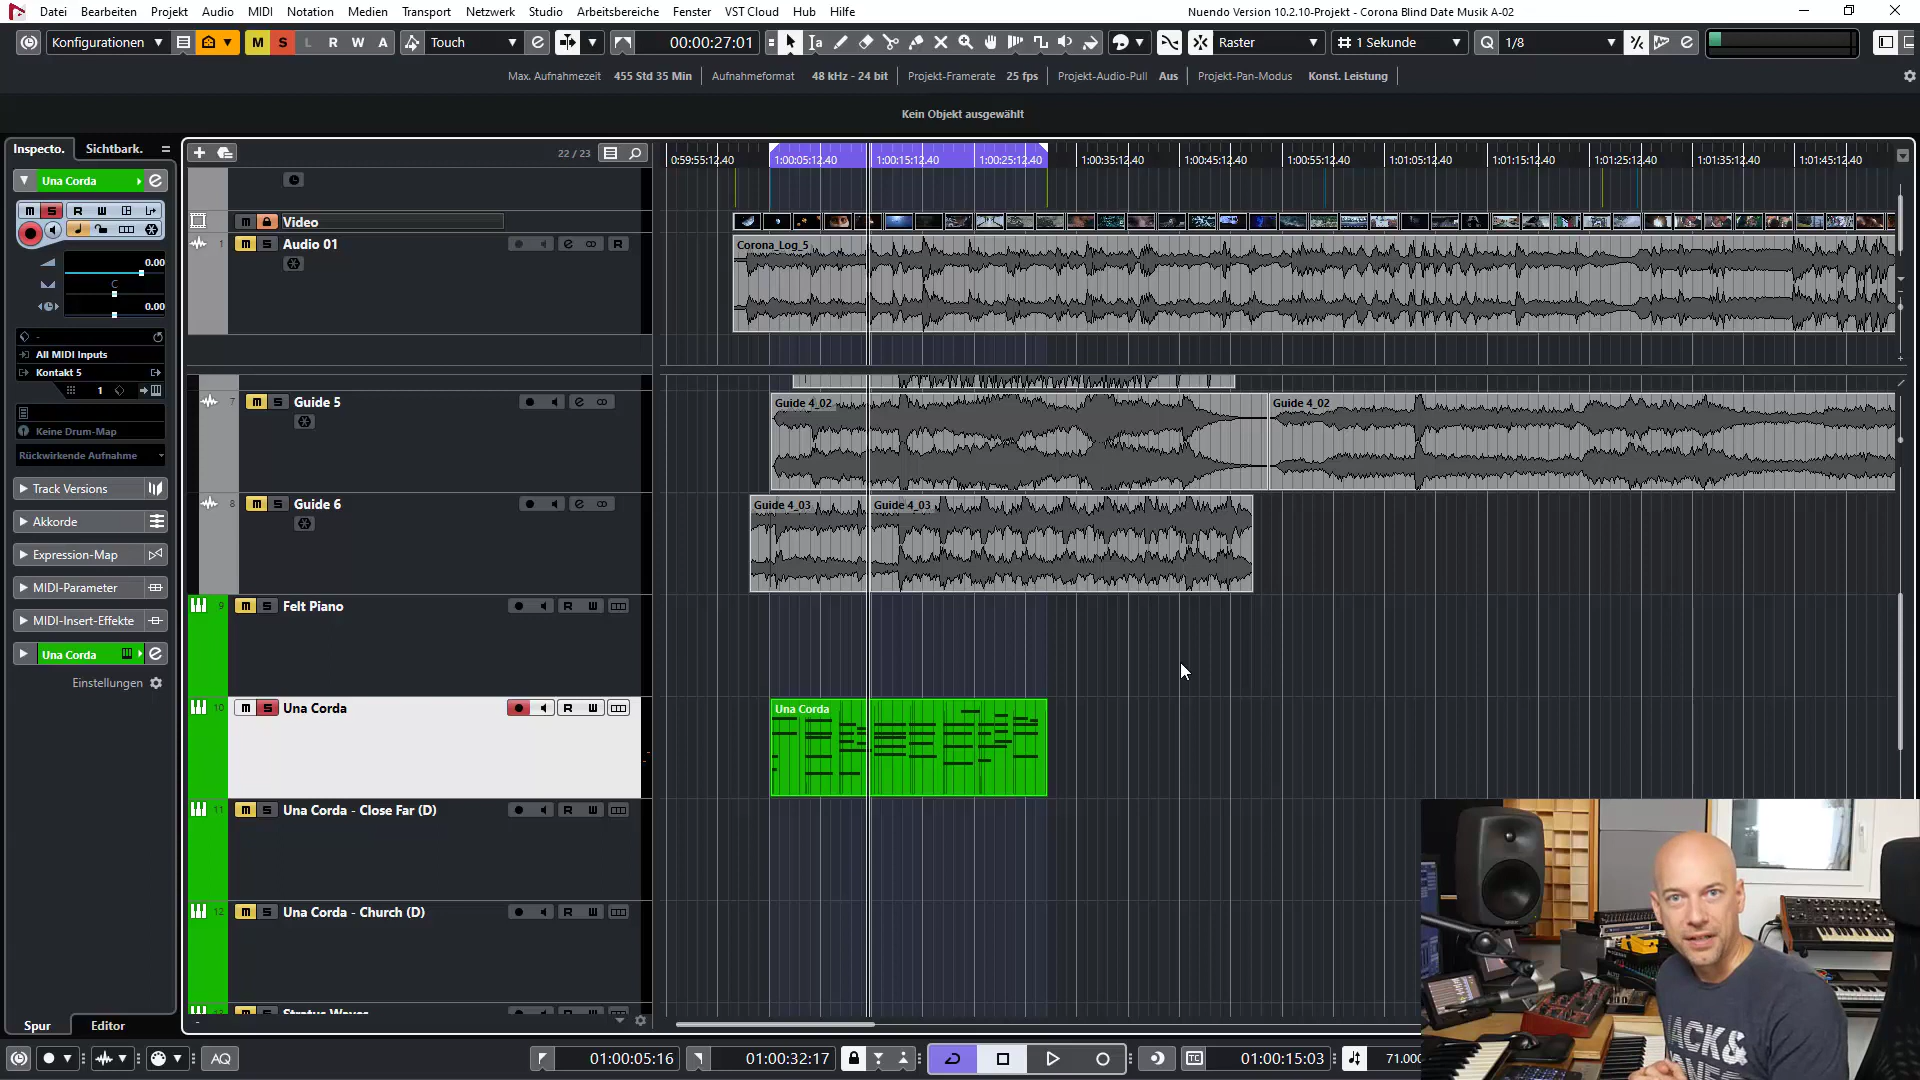 Datei Bearbeiten Projekt Audio MIDI Notation Medien Transport Netzwerk Studio Arbeitsbereiche Fenster VST Cloud Hub Hilfe
Nuendo Version 10.2.10-Projekt - Corona Blind Date Musik A-02
Konfigurationen M S L R W A Touch 00:00:27:01 Raster 1 Sekunde Q 1/8
Max. Aufnahmezeit 455 Std 35 Min Aufnahmeformat 48 kHz - 24 bit Projekt-Framerate 25 fps Projekt-Audio-Pull Aus Projekt-Pan-Modus Konst. Leistung
Kein Objekt ausgewählt
Inspecto. Sichtbark. 22 / 23
0:59:55:12.40 1:00:05:12.40 1:00:15:12.40 1:00:25:12.40 1:00:35:12.40 1:00:45:12.40 1:00:55:12.40 1:01:05:12.40 1:01:15:12.40 1:01:25:12.40 1:01:35:12.40 1:01:45:12.40
Una Corda
M S R W
0.00
C
0.00
All MIDI Inputs
Kontakt 5
1
Keine Drum-Map
Rückwirkende Aufnahme
Track Versions
Akkorde
Expression-Map
MIDI-Parameter
MIDI-Insert-Effekte
Una Corda
Einstellungen
Spur Editor
M Video
1 M S Audio 01 R
Corona_Log_5
7 M S Guide 5
Guide 4_02 Guide 4_02
8 M S Guide 6
Guide 4_03 Guide 4_03
9 M S Felt Piano R W
10 M S Una Corda R W
Una Corda
11 M S Una Corda - Close Far (D) R W
12 M S Una Corda - Church (D) R W
AQ 01:00:05:16 01:00:32:17 TC 01:00:15:03 71.000
JACK&